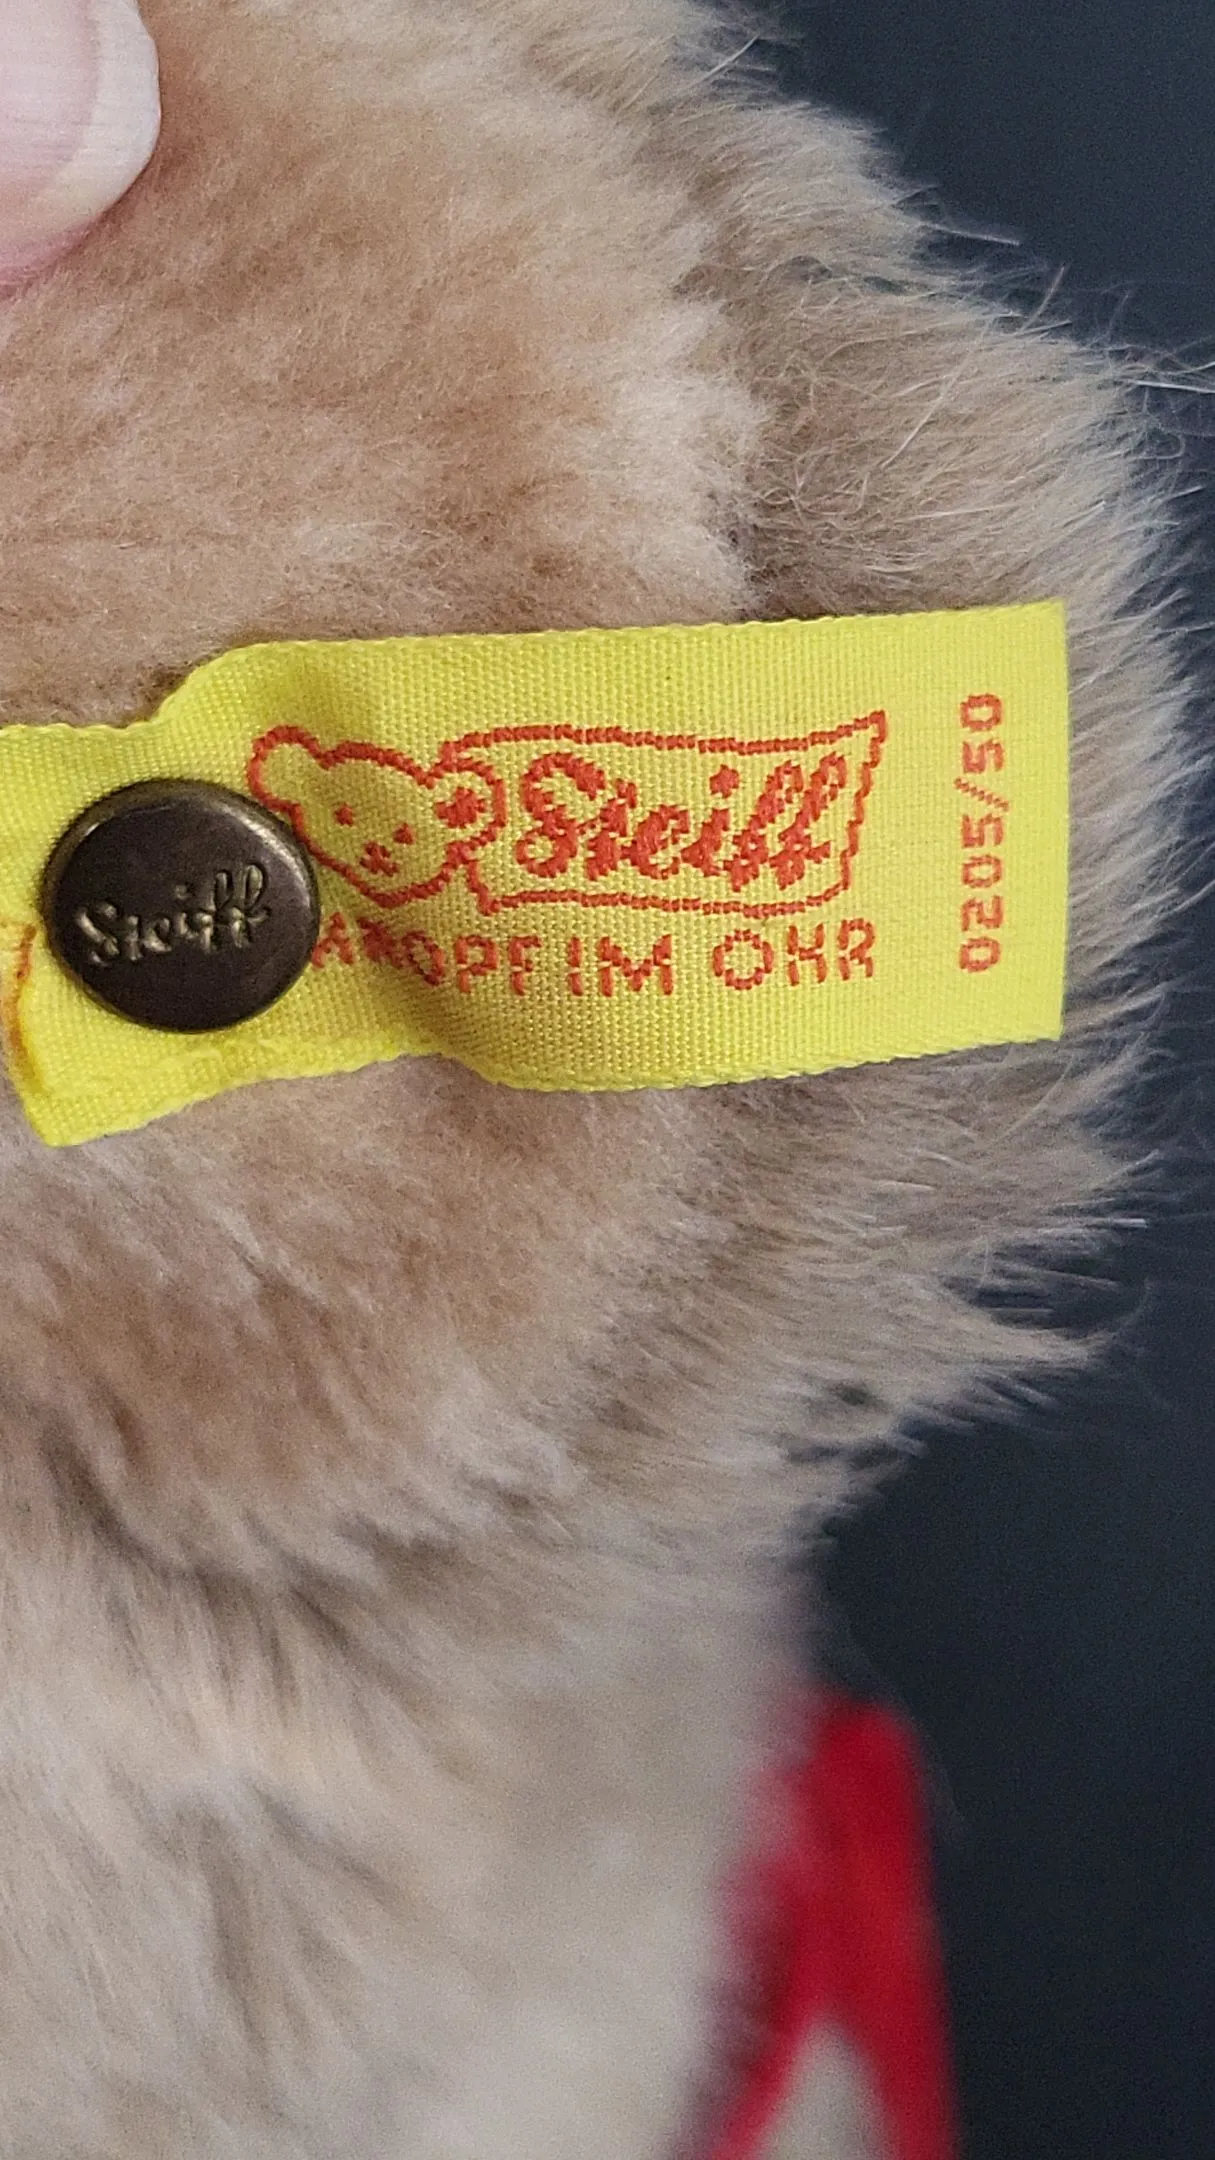 Steiff
Steiff
KNOPF IM OHR
0205/50